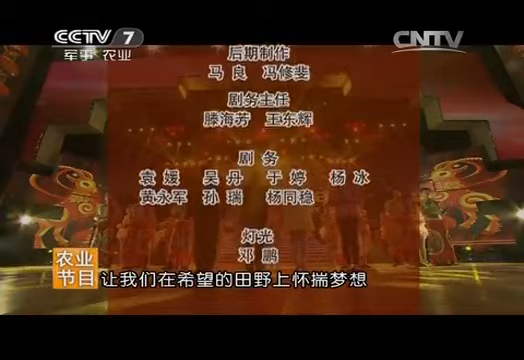 CCTV 7
军事·农业
CNTV
后期制作
马良 冯修斐
剧务主任
滕海芳 王东辉
剧务
袁媛 吴丹 于婷 杨冰
黄永军 孙瑞 杨同稳
灯光
邓鹏
农业
节目
让我们在希望的田野上怀揣梦想